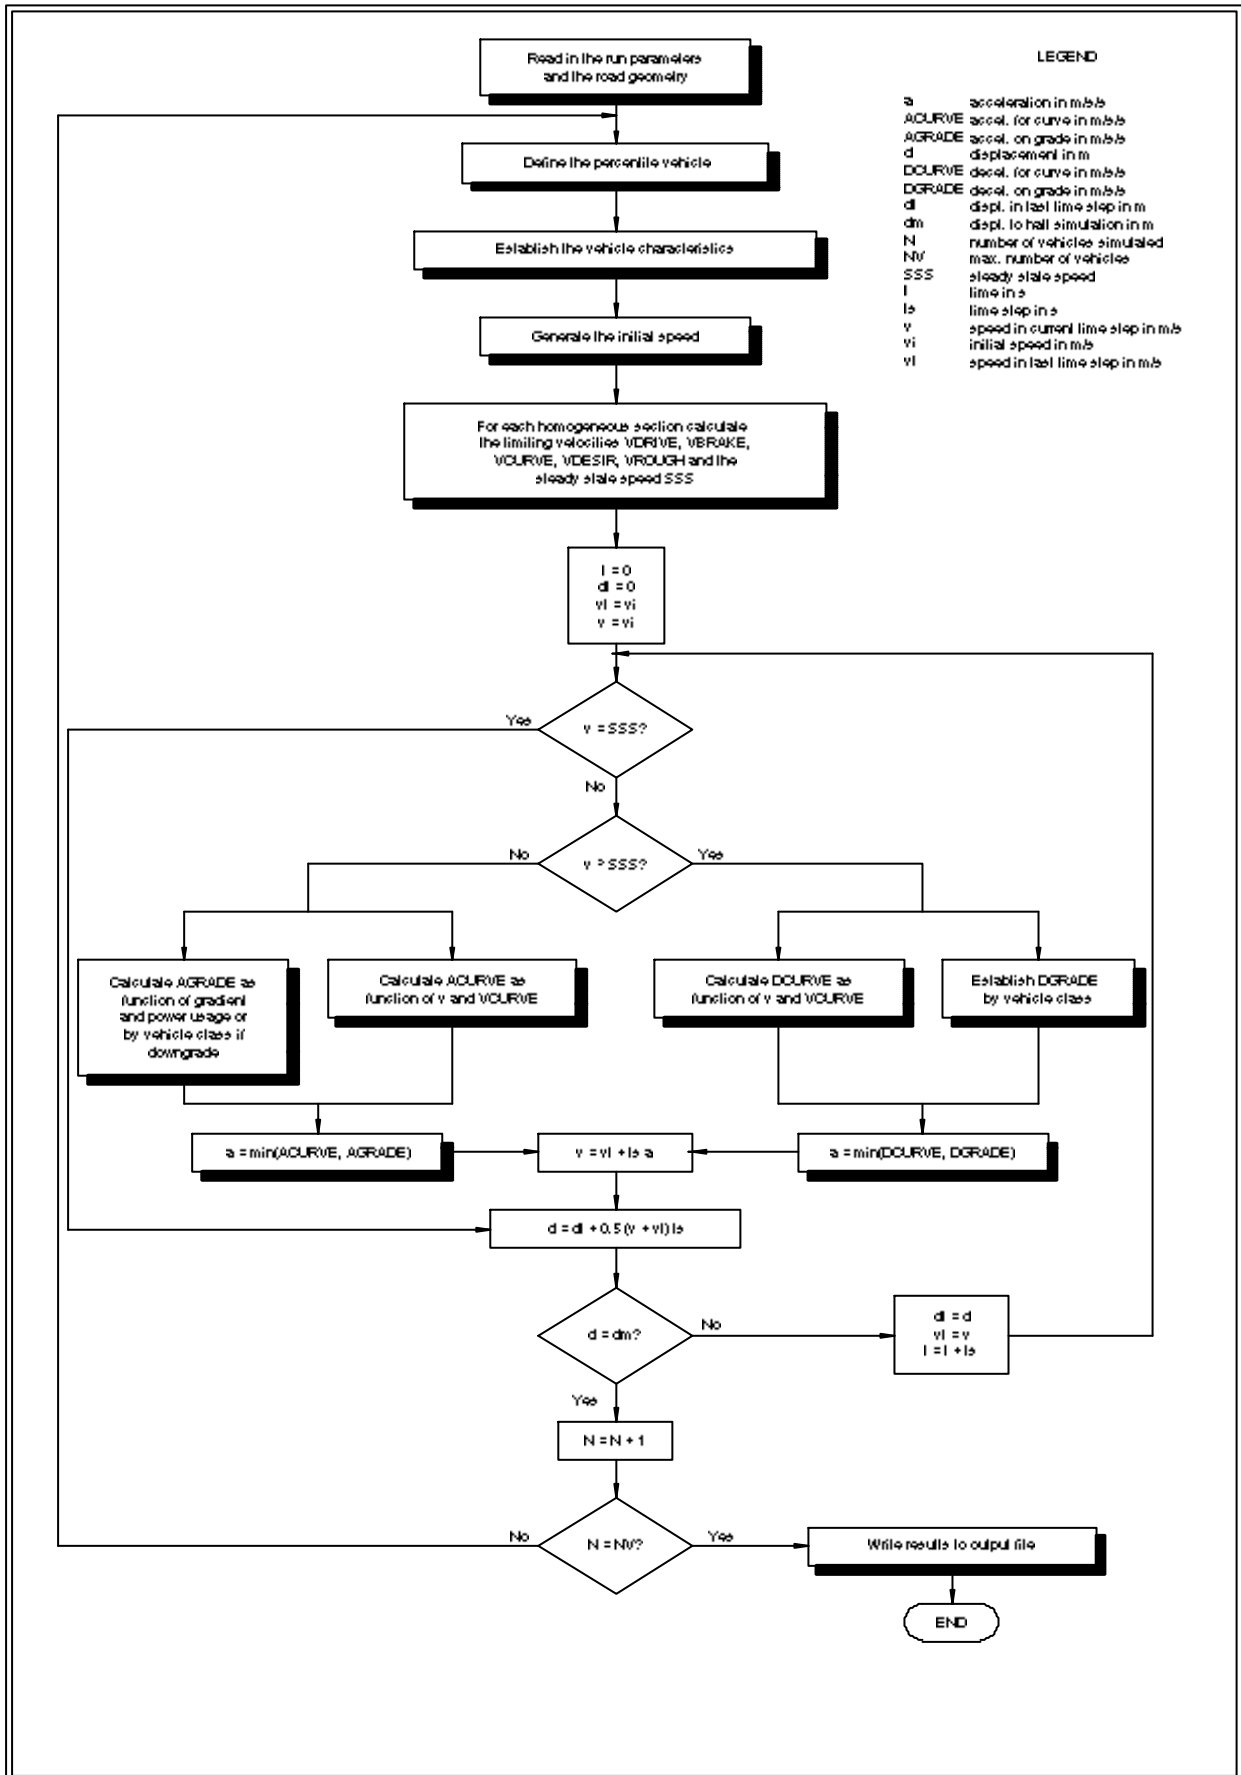 Read in the run parameters
and the road geometry
LEGEND
a acceleration in m/s/s
ACURVE accel. for curve in m/s/s
AGRADE accel. on grade in m/s/s
d displacement in m
DCURVE decel. for curve in m/s/s
DGRADE decel. on grade in m/s/s
dl displ. in last time step in m
dm displ. to halt simulation in m
N number of vehicles simulated
NV max. number of vehicles
SSS steady state speed
t time in s
ts time step in s
v speed in current time step in m/s
vi initial speed in m/s
vl speed in last time step in m/s
Define the percentile vehicle
Establish the vehicle characteristics
Generate the initial speed
For each homogeneous section calculate
the limiting velocities VDRIVE, VBRAKE,
VCURVE, VDESIR, VROUGH and the
steady state speed SSS
t = 0
dl = 0
vl = vi
v = vi
Yes
v = SSS?
No
No
v > SSS?
Yes
Calculate AGRADE as
function of gradient
and power usage or
by vehicle class if
downgrade
Calculate ACURVE as
function of v and VCURVE
Calculate DCURVE as
function of v and VCURVE
Establish DGRADE
by vehicle class
a = min(ACURVE, AGRADE)
v = vl + ts a
a = min(DCURVE, DGRADE)
d = dl + 0.5 (v + vl) ts
d = dm?
No
dl = d
vl = v
t = t + ts
Yes
N = N + 1
No
N = NV?
Yes
Write results to output file
END